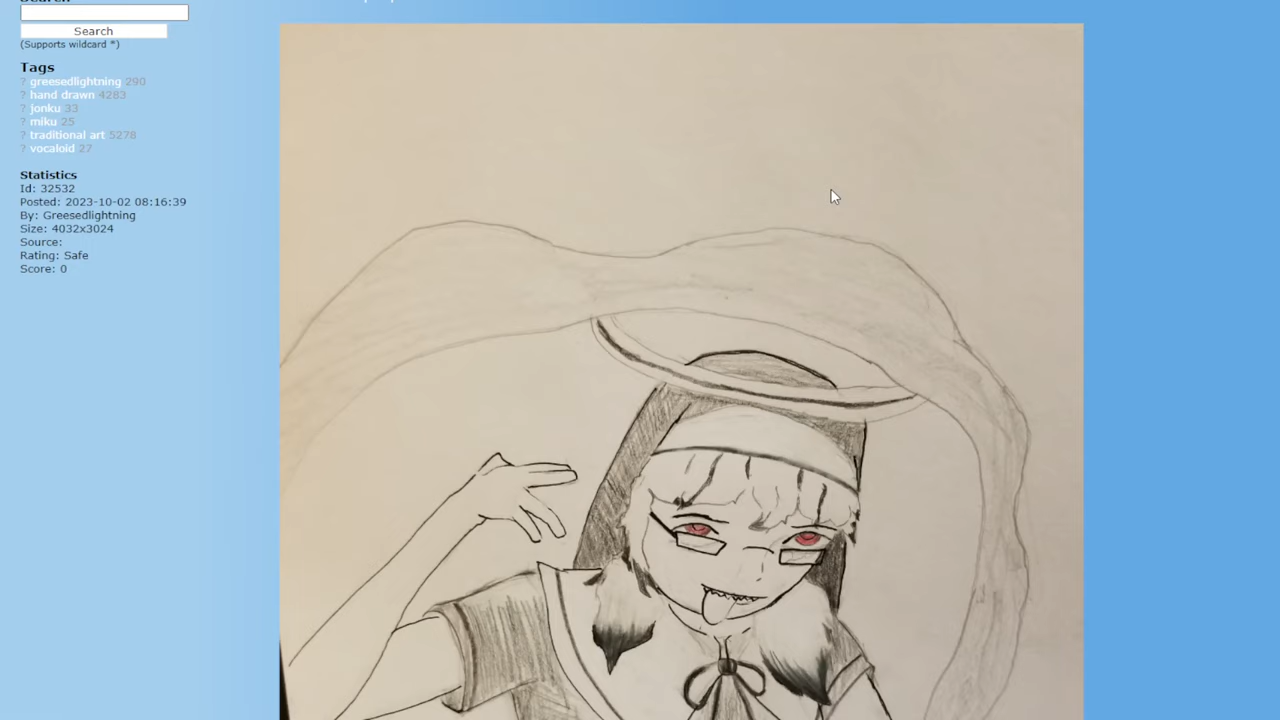 Search
Search
(Supports wildcard *)
Tags
? greesedlightning 290
? hand drawn 4283
? jonku 33
? miku 25
? traditional art 5278
? vocaloid 27
Statistics
Id: 32532
Posted: 2023-10-02 08:16:39
By: Greesedlightning
Size: 4032x3024
Source:
Rating: Safe
Score: 0